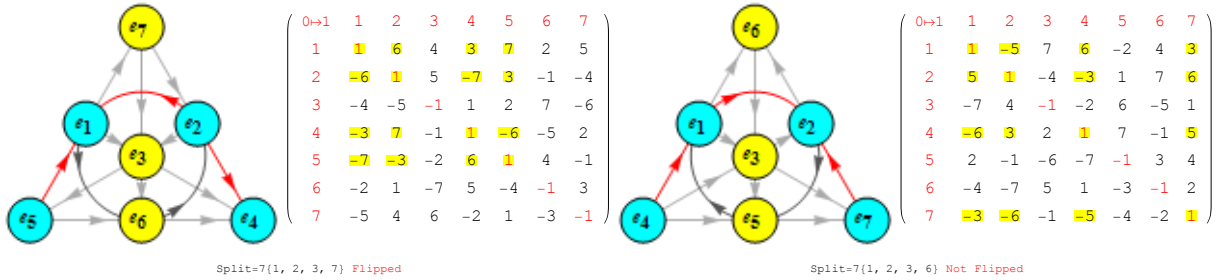 e7
e1 e2
e3
e5 e6 e4
0↦1 1 2 3 4 5 6 7
1 1 6 4 3 7 2 5
2 -6 1 5 -7 3 -1 -4
3 -4 -5 -1 1 2 7 -6
4 -3 7 -1 1 -6 -5 2
5 -7 -3 -2 6 1 4 -1
6 -2 1 -7 5 -4 -1 3
7 -5 4 6 -2 1 -3 -1
Split=7{1, 2, 3, 7} Flipped
e6
e1 e2
e3
e4 e5 e7
0↦1 1 2 3 4 5 6 7
1 1 -5 7 6 -2 4 3
2 5 1 -4 -3 1 7 6
3 -7 4 -1 -2 6 -5 1
4 -6 3 2 1 7 -1 5
5 2 -1 -6 -7 -1 3 4
6 -4 -7 5 1 -3 -1 2
7 -3 -6 -1 -5 -4 -2 1
Split=7{1, 2, 3, 6} Not Flipped